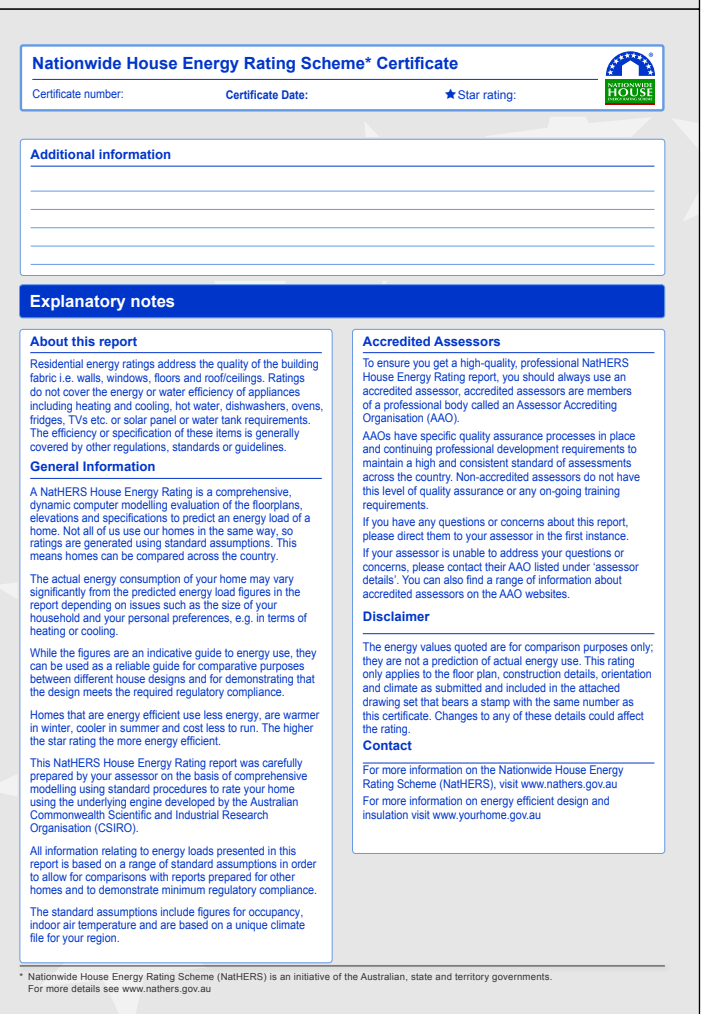 Nationwide House Energy Rating Scheme* Certificate
Certificate number: Certificate Date: ★ Star rating:
®
NATIONWIDE
HOUSE
ENERGY RATING SCHEME
Additional information
Explanatory notes
About this report
Residential energy ratings address the quality of the building
fabric i.e. walls, windows, floors and roof/ceilings. Ratings
do not cover the energy or water efficiency of appliances
including heating and cooling, hot water, dishwashers, ovens,
fridges, TVs etc. or solar panel or water tank requirements.
The efficiency or specification of these items is generally
covered by other regulations, standards or guidelines.
General Information
A NatHERS House Energy Rating is a comprehensive,
dynamic computer modelling evaluation of the floorplans,
elevations and specifications to predict an energy load of a
home. Not all of us use our homes in the same way, so
ratings are generated using standard assumptions. This
means homes can be compared across the country.
The actual energy consumption of your home may vary
significantly from the predicted energy load figures in the
report depending on issues such as the size of your
household and your personal preferences, e.g. in terms of
heating or cooling.
While the figures are an indicative guide to energy use, they
can be used as a reliable guide for comparative purposes
between different house designs and for demonstrating that
the design meets the required regulatory compliance.
Homes that are energy efficient use less energy, are warmer
in winter, cooler in summer and cost less to run. The higher
the star rating the more energy efficient.
This NatHERS House Energy Rating report was carefully
prepared by your assessor on the basis of comprehensive
modelling using standard procedures to rate your home
using the underlying engine developed by the Australian
Commonwealth Scientific and Industrial Research
Organisation (CSIRO).
All information relating to energy loads presented in this
report is based on a range of standard assumptions in order
to allow for comparisons with reports prepared for other
homes and to demonstrate minimum regulatory compliance.
The standard assumptions include figures for occupancy,
indoor air temperature and are based on a unique climate
file for your region.
Accredited Assessors
To ensure you get a high-quality, professional NatHERS
House Energy Rating report, you should always use an
accredited assessor, accredited assessors are members
of a professional body called an Assessor Accrediting
Organisation (AAO).
AAOs have specific quality assurance processes in place
and continuing professional development requirements to
maintain a high and consistent standard of assessments
across the country. Non-accredited assessors do not have
this level of quality assurance or any on-going training
requirements.
If you have any questions or concerns about this report,
please direct them to your assessor in the first instance.
If your assessor is unable to address your questions or
concerns, please contact their AAO listed under ‘assessor
details’. You can also find a range of information about
accredited assessors on the AAO websites.
Disclaimer
The energy values quoted are for comparison purposes only;
they are not a prediction of actual energy use. This rating
only applies to the floor plan, construction details, orientation
and climate as submitted and included in the attached
drawing set that bears a stamp with the same number as
this certificate. Changes to any of these details could affect
the rating.
Contact
For more information on the Nationwide House Energy
Rating Scheme (NatHERS), visit www.nathers.gov.au
For more information on energy efficient design and
insulation visit www.yourhome.gov.au
* Nationwide House Energy Rating Scheme (NatHERS) is an initiative of the Australian, state and territory governments.
For more details see www.nathers.gov.au